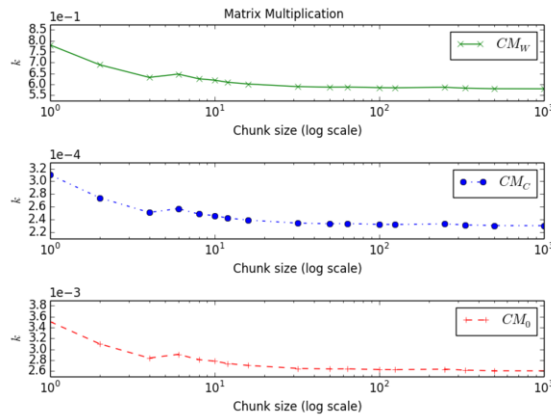 Matrix Multiplication
1e−1
8.5
8.0
7.5
7.0
6.5
6.0
5.5
k
CM_W
10^0 10^1 10^2 10^3
Chunk size (log scale)
1e−4
3.2
3.0
2.8
2.6
2.4
2.2
k
CM_C
10^0 10^1 10^2 10^3
Chunk size (log scale)
1e−3
3.8
3.6
3.4
3.2
3.0
2.8
2.6
k
CM_0
10^0 10^1 10^2 10^3
Chunk size (log scale)